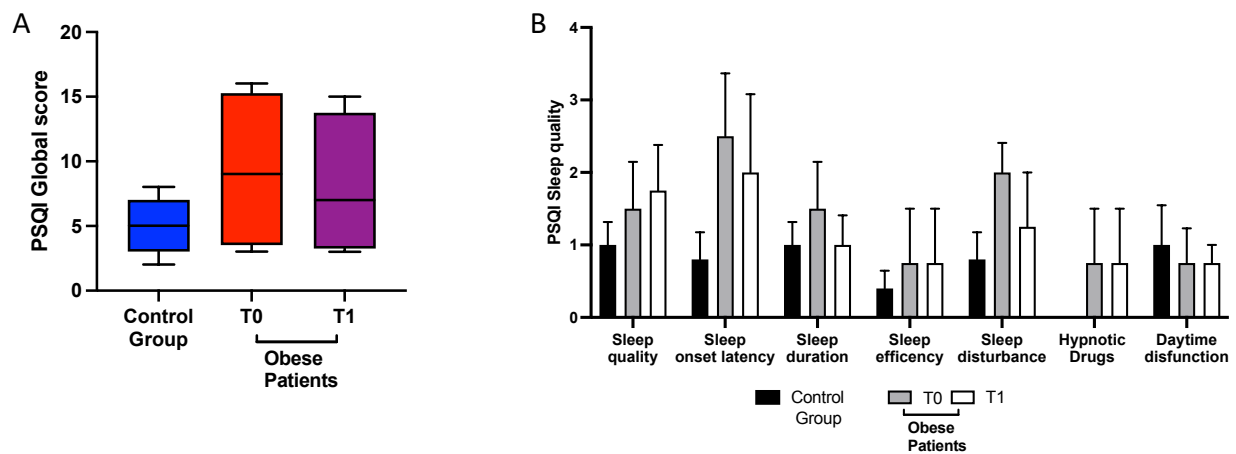 A
PSQI Global score
20
15
10
5
0
Control
Group
T0
T1
Obese
Patients
B
PSQI Sleep quality
4
3
2
1
0
Sleep
quality
Sleep
onset latency
Sleep
duration
Sleep
efficency
Sleep
disturbance
Hypnotic
Drugs
Daytime
disfunction
Control
Group
T0
T1
Obese
Patients